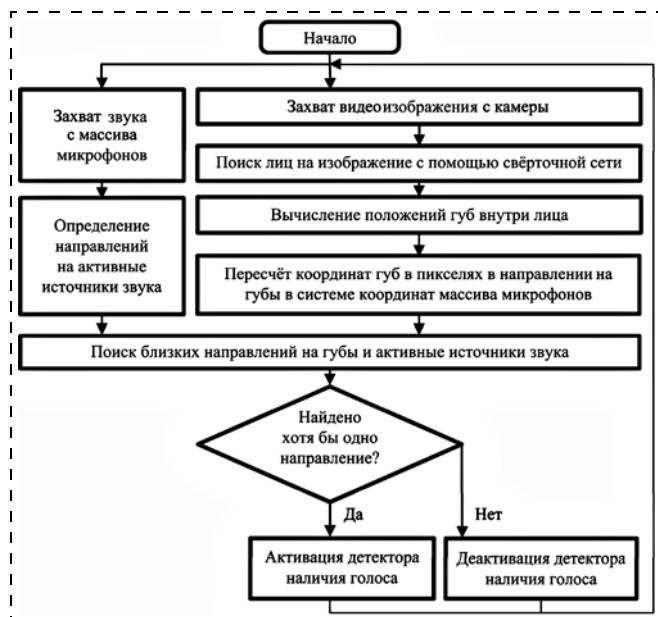 Начало
Захват звука
с массива
микрофонов
Определение
направлений
на активные
источники звука
Захват видеоизображения с камеры
Поиск лиц на изображение с помощью свёрточной сети
Вычисление положений губ внутри лица
Пересчёт координат губ в пикселях в направлении на
губы в системе координат массива микрофонов
Поиск близких направлений на губы и активные источники звука
Найдено
хотя бы одно
направление?
Да
Нет
Активация детектора
наличия голоса
Деактивация детектора
наличия голоса